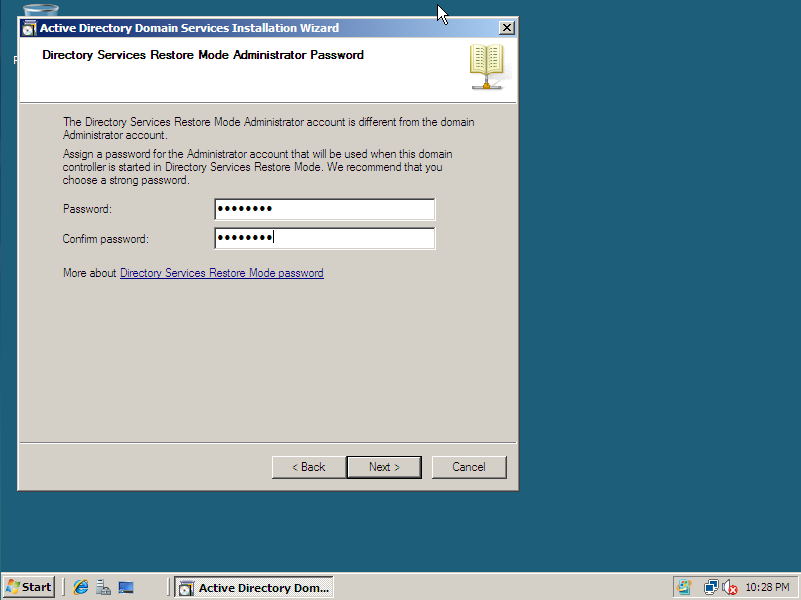 Active Directory Domain Services Installation Wizard
Directory Services Restore Mode Administrator Password
The Directory Services Restore Mode Administrator account is different from the domain
Administrator account.
Assign a password for the Administrator account that will be used when this domain
controller is started in Directory Services Restore Mode. We recommend that you
choose a strong password.
Password: ●●●●●●●●
Confirm password: ●●●●●●●●
More about Directory Services Restore Mode password
< Back Next > Cancel
Start Active Directory Dom... 10:28 PM